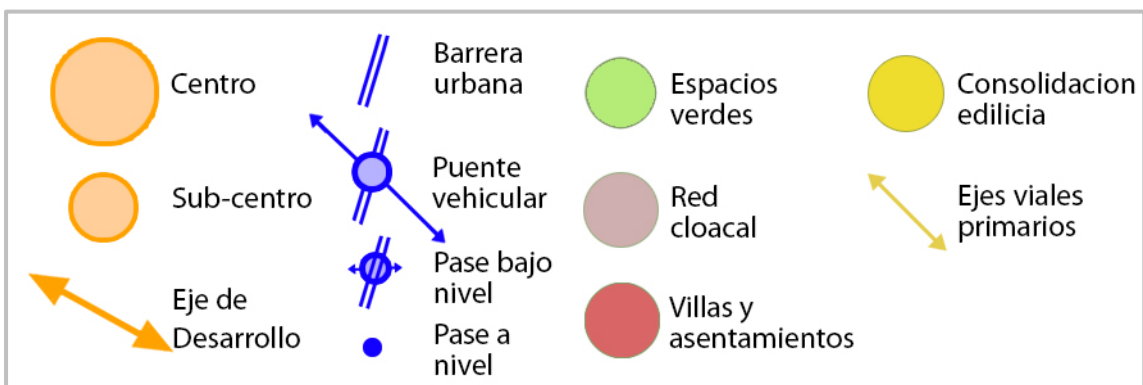 Centro
Sub-centro
Eje de
Desarrollo
Barrera
urbana
Puente
vehicular
Pase bajo
nivel
Pase a
nivel
Espacios
verdes
Red
cloacal
Villas y
asentamientos
Consolidacion
edilicia
Ejes viales
primarios